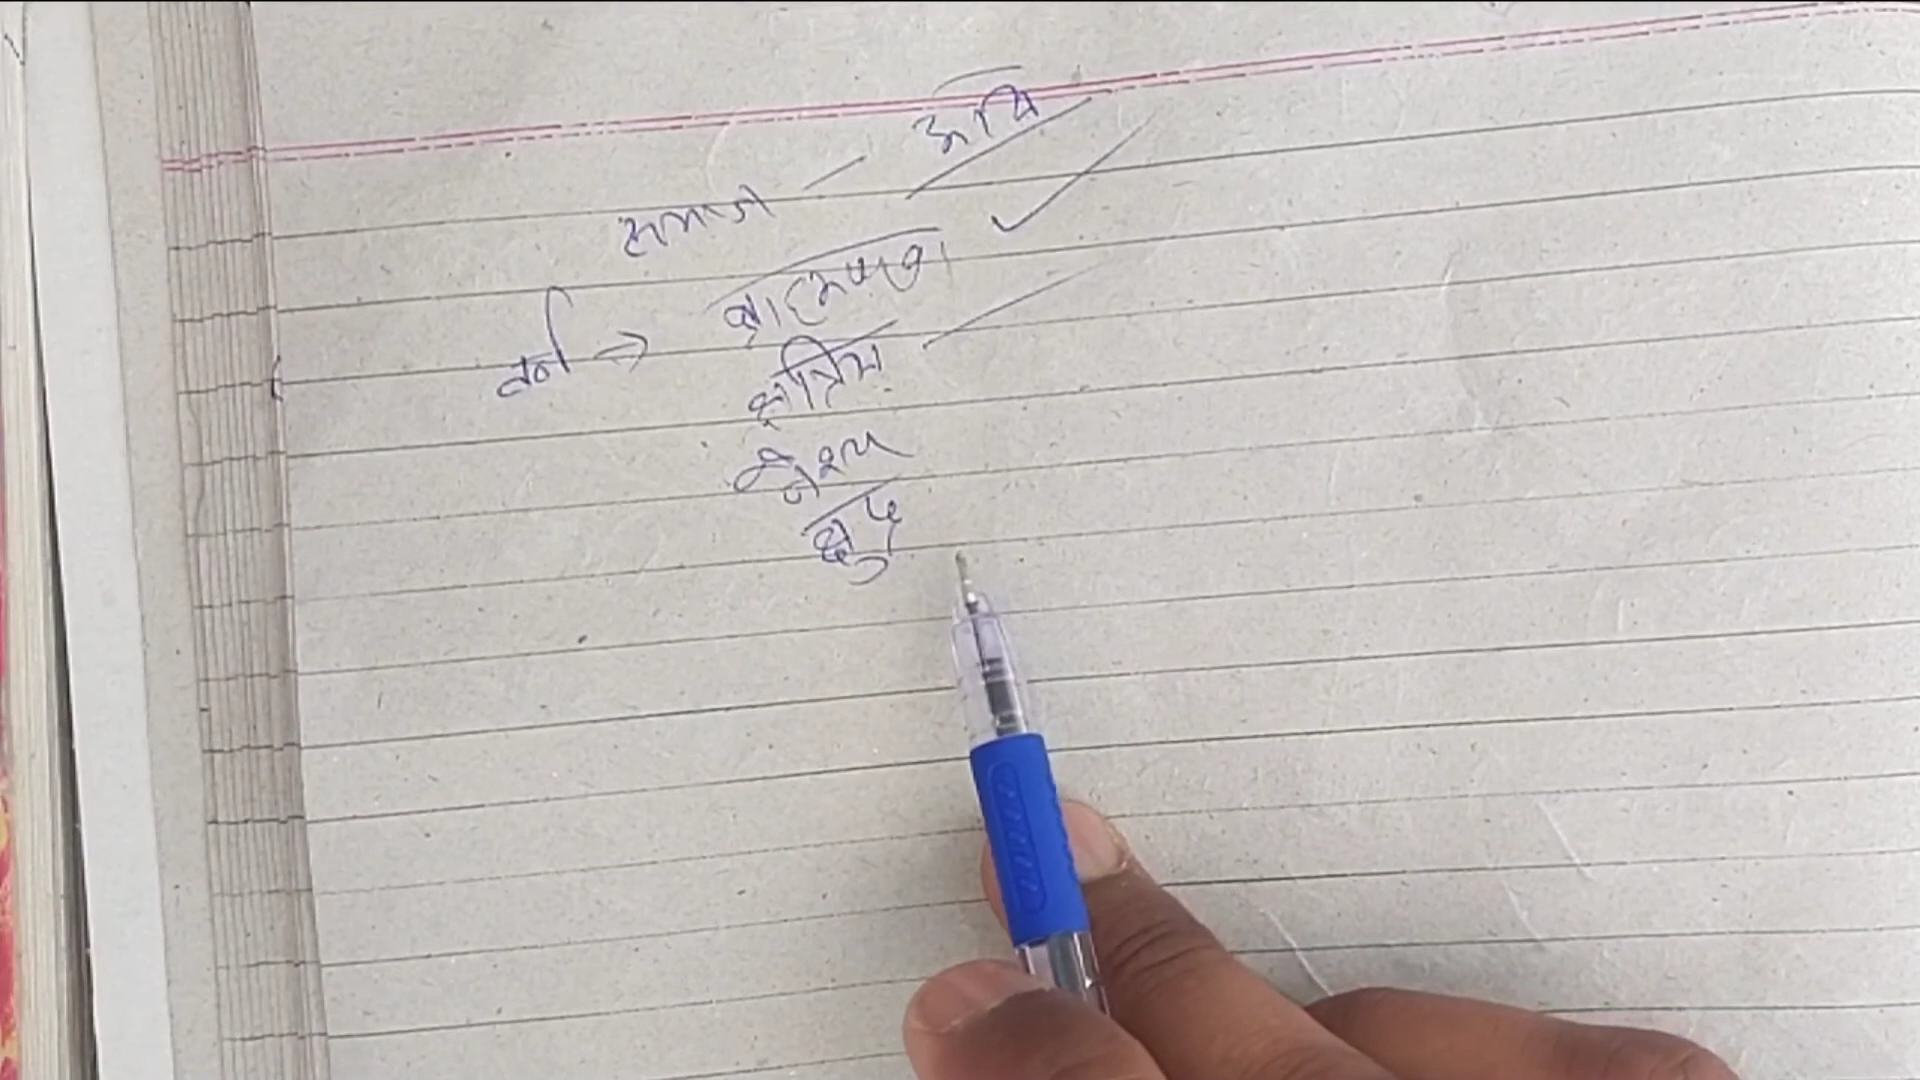 समाज –
वर्ण → ब्राह्मण
क्षत्रिय
वैश्य
शुद्र